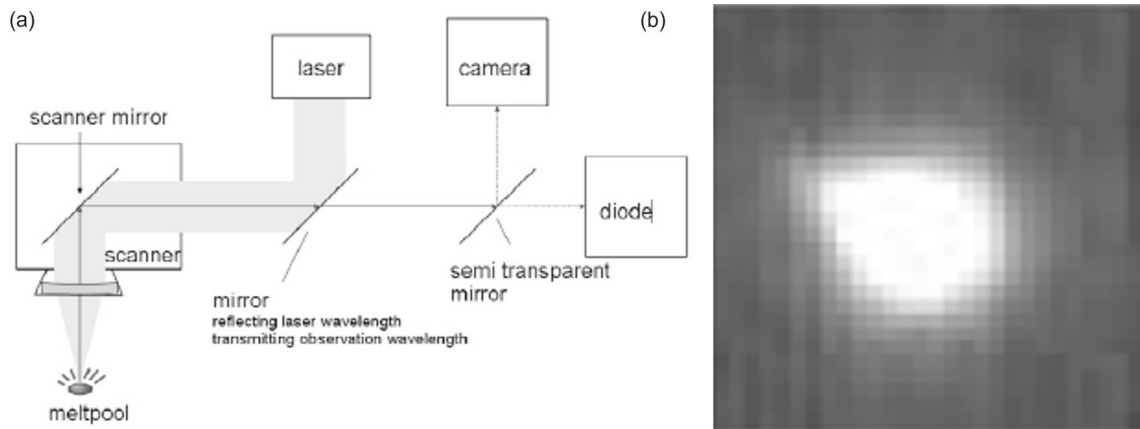 (a)
laser
camera
(b)
scanner mirror
diode
scanner
semi transparent
mirror
mirror
reflecting laser wavelength
transmitting observation wavelength
meltpool